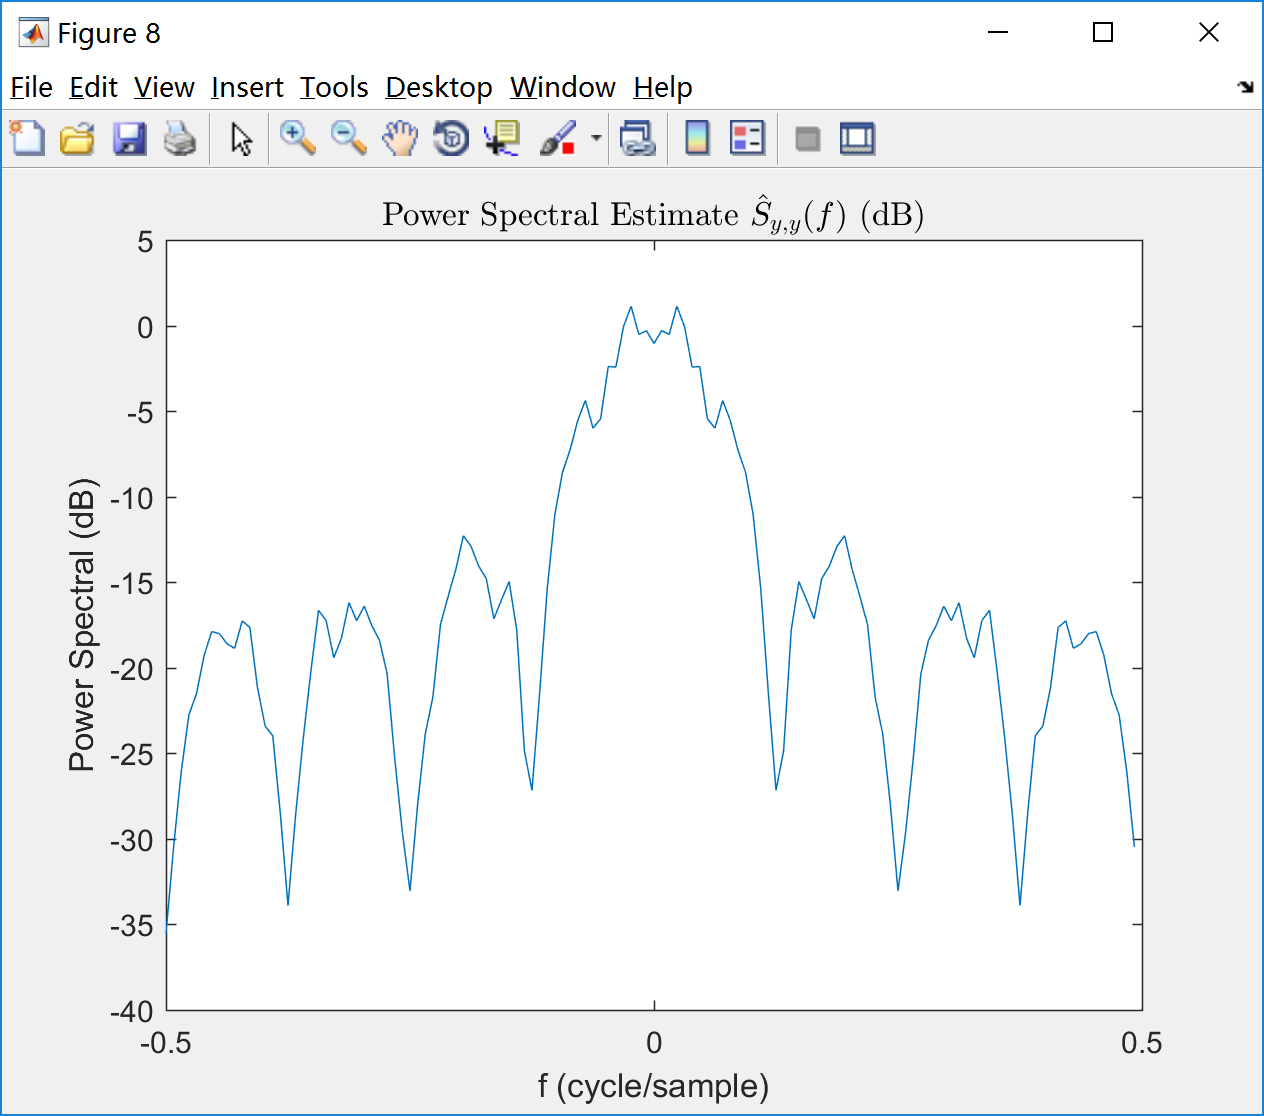 Figure 8
File Edit View Insert Tools Desktop Window Help
Power Spectral Estimate Ŝy,y(f) (dB)
5
0
-5
-10
-15
-20
-25
-30
-35
-40
Power Spectral (dB)
-0.5 0 0.5
f (cycle/sample)